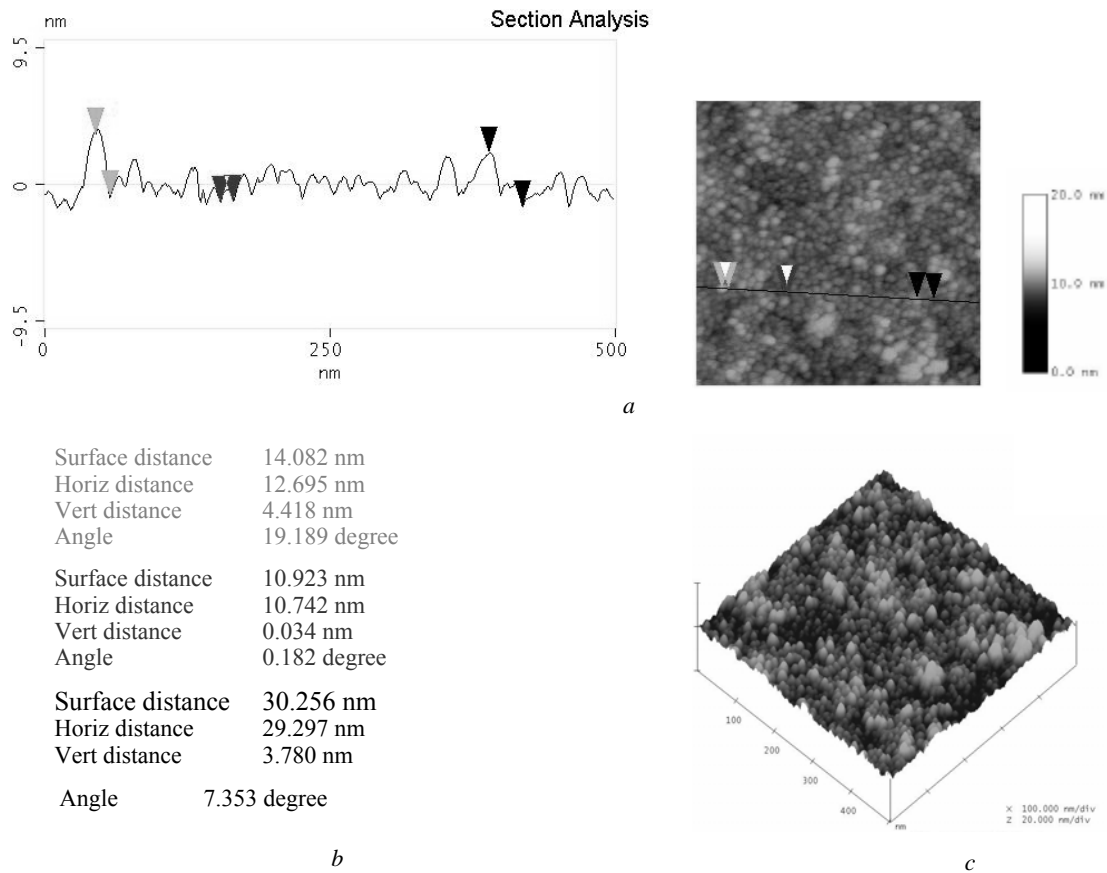 Section Analysis
nm
9.5
0
-9.5
0 250 500
nm
20.0 nm
10.0 nm
0.0 nm
a
Surface distance 14.082 nm
Horiz distance 12.695 nm
Vert distance 4.418 nm
Angle 19.189 degree
Surface distance 10.923 nm
Horiz distance 10.742 nm
Vert distance 0.034 nm
Angle 0.182 degree
Surface distance 30.256 nm
Horiz distance 29.297 nm
Vert distance 3.780 nm
Angle 7.353 degree
b
100
200
300
400
nm
X 100.000 nm/div
Z 20.000 nm/div
c